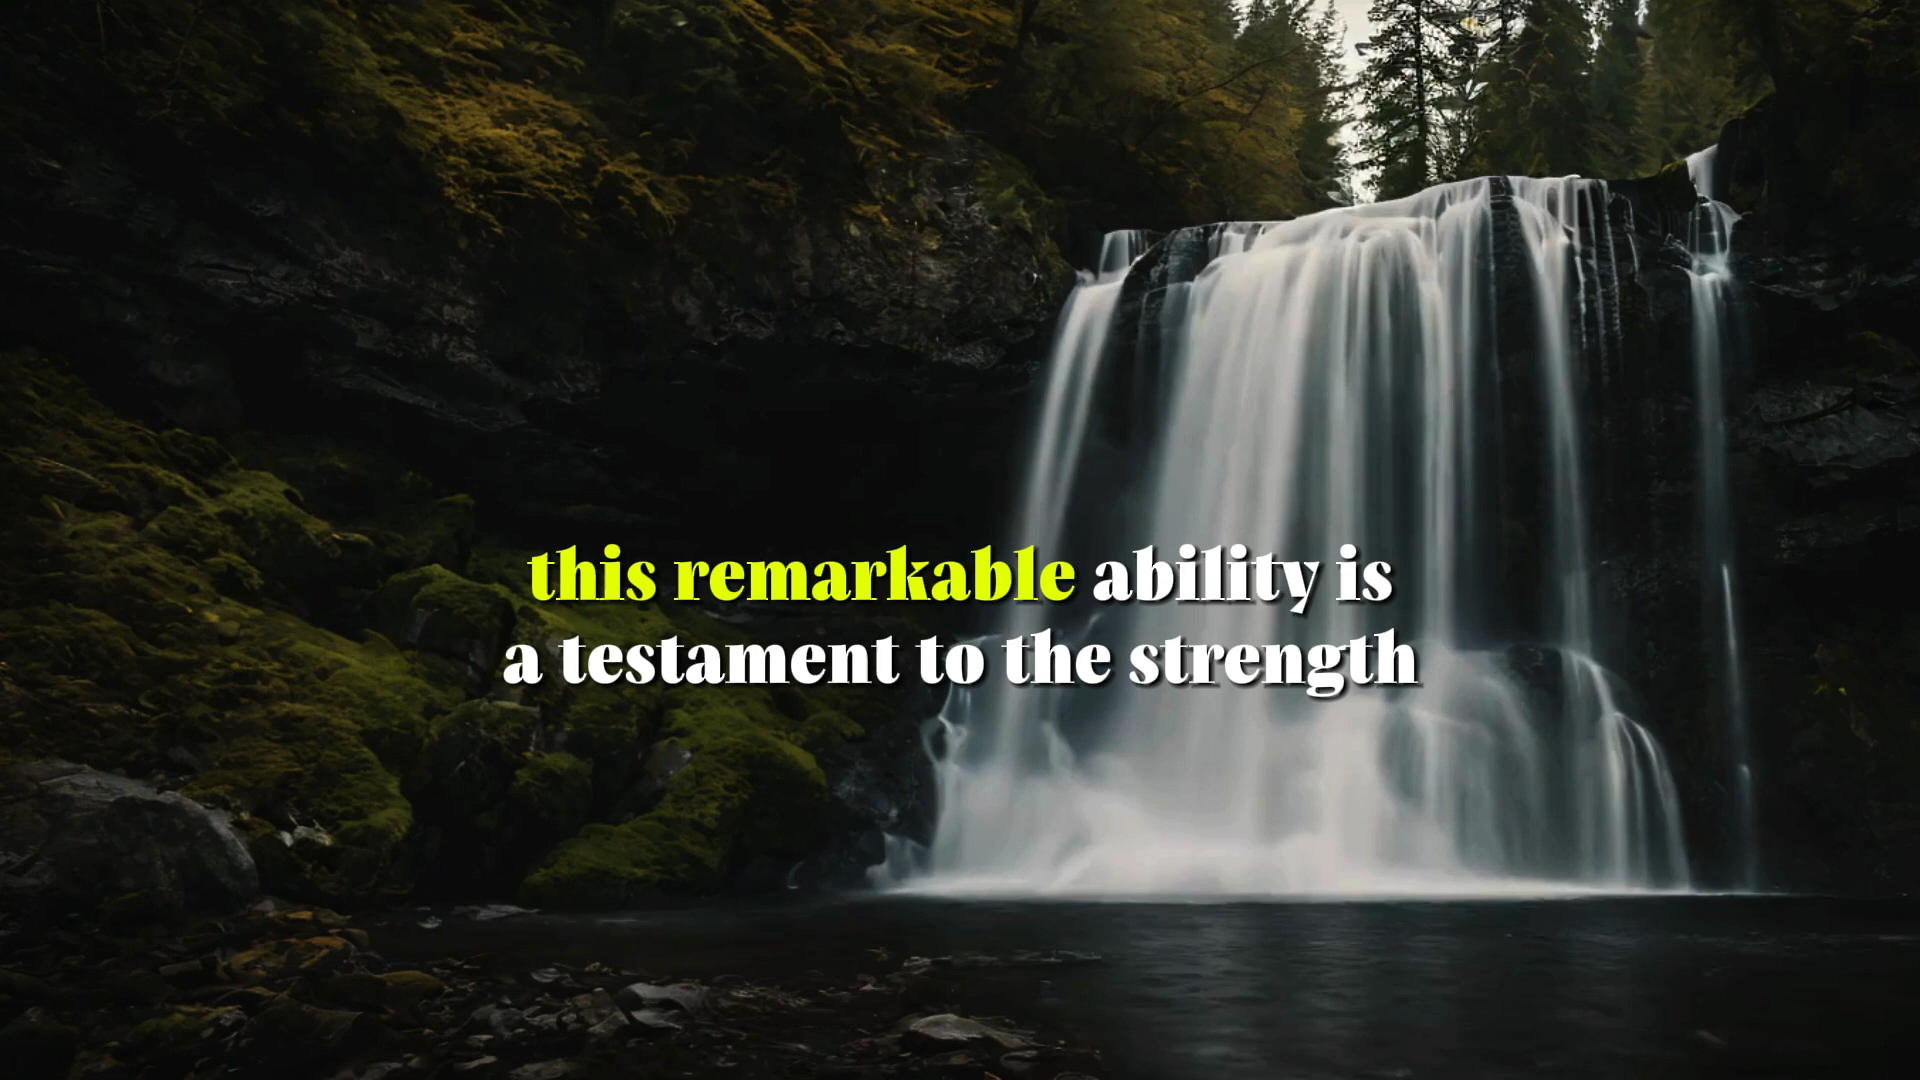 this remarkable ability is
a testament to the strength